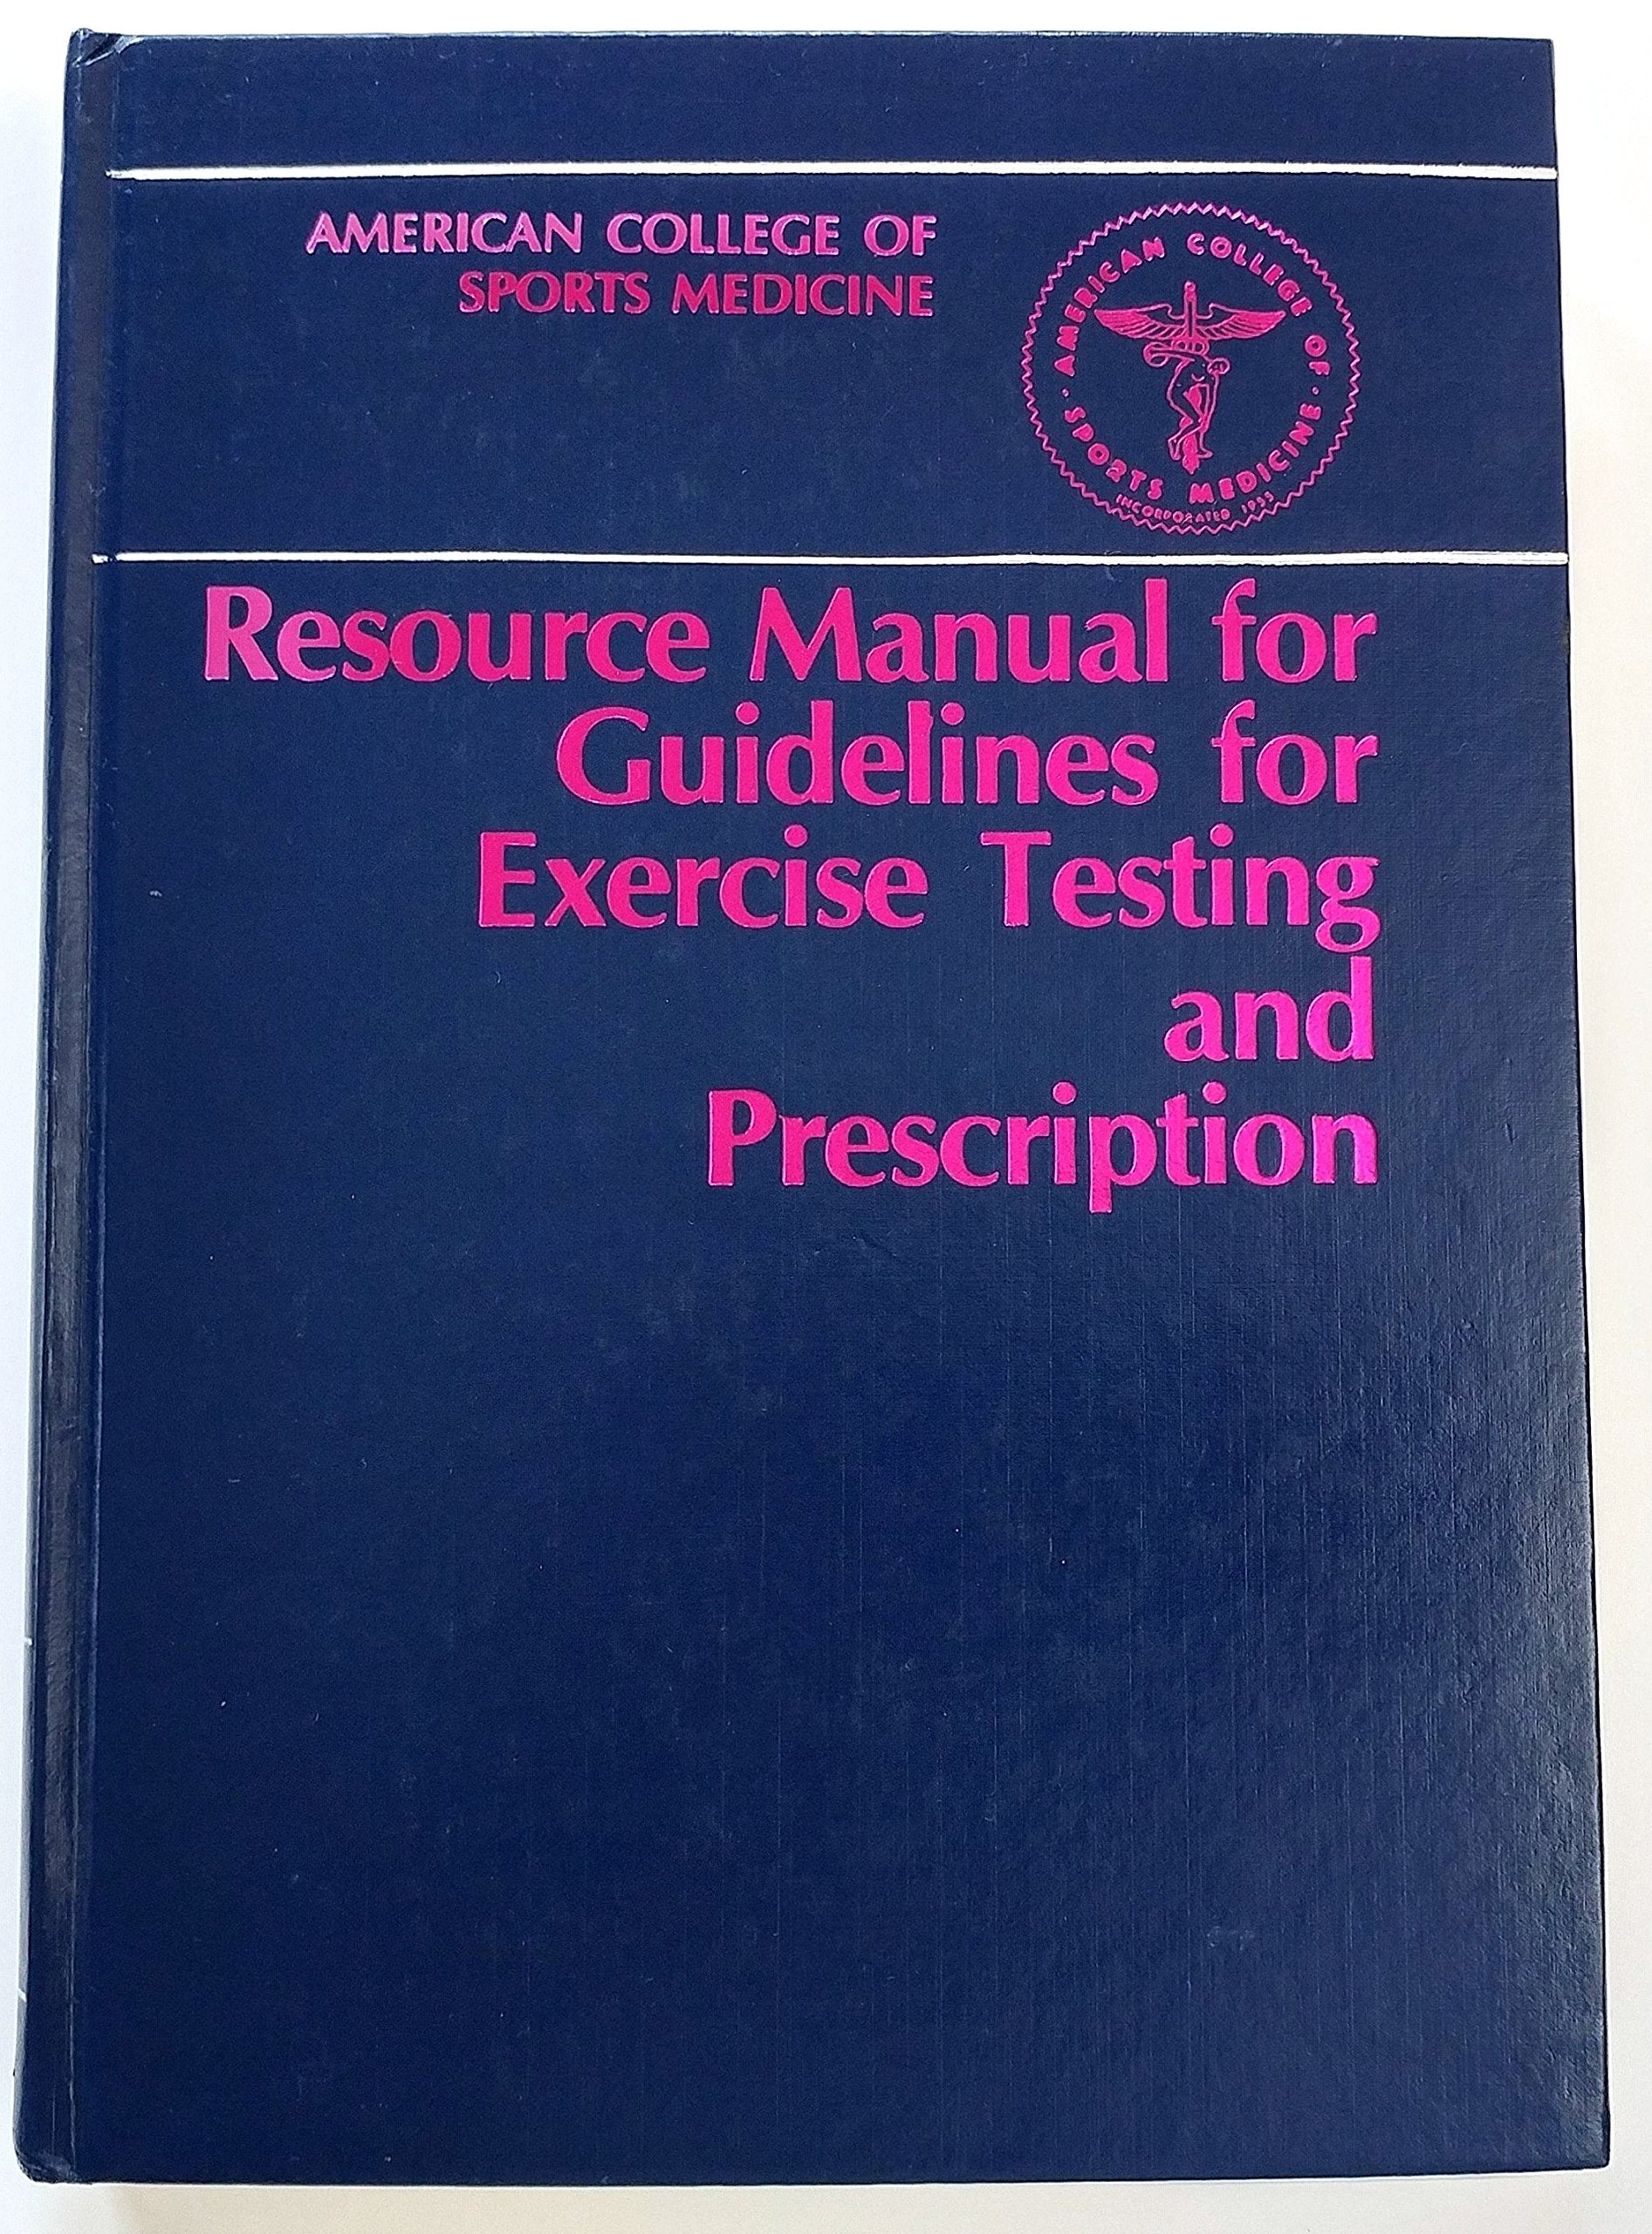 AMERICAN COLLEGE OF
SPORTS MEDICINE
AMERICAN COLLEGE OF
SPORTS MEDICINE
INCORPORATED 1955
Resource Manual for
Guidelines for
Exercise Testing
and
Prescription